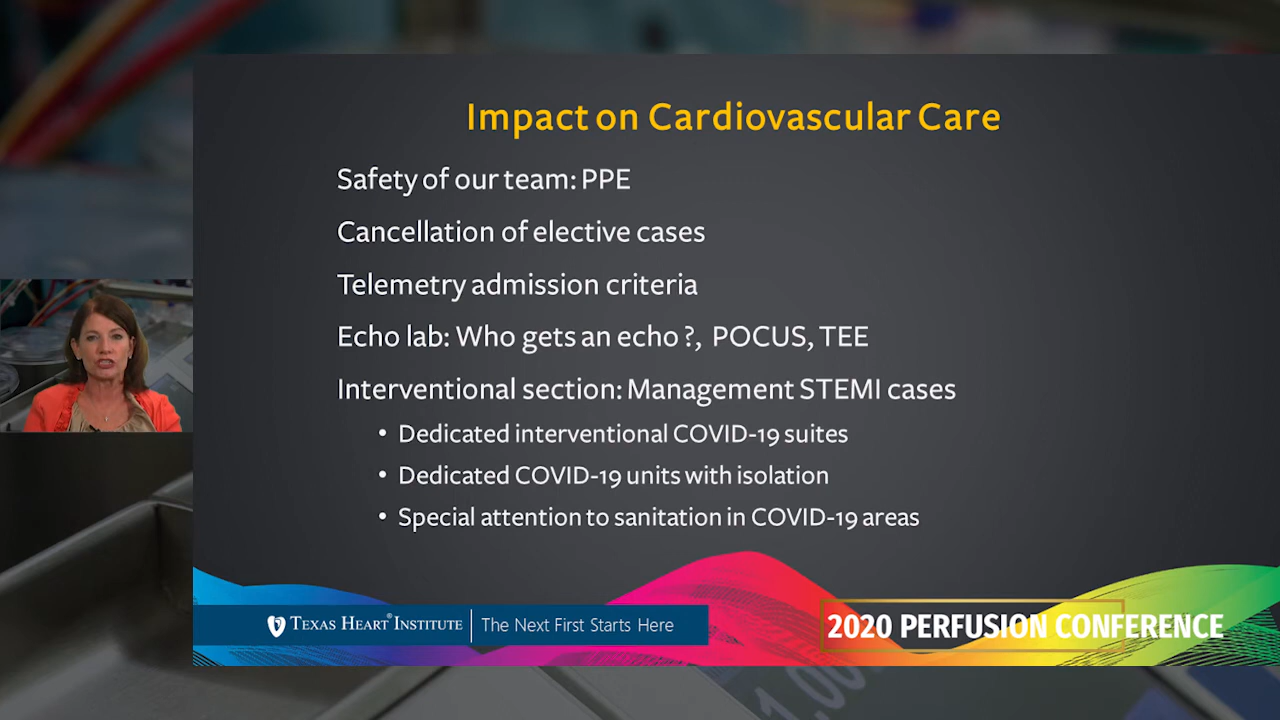 Impact on Cardiovascular Care
Safety of our team: PPE
Cancellation of elective cases
Telemetry admission criteria
Echo lab: Who gets an echo ?, POCUS, TEE
Interventional section: Management STEMI cases
• Dedicated interventional COVID-19 suites
• Dedicated COVID-19 units with isolation
• Special attention to sanitation in COVID-19 areas
TEXAS HEART® INSTITUTE | The Next First Starts Here
2020 PERFUSION CONFERENCE